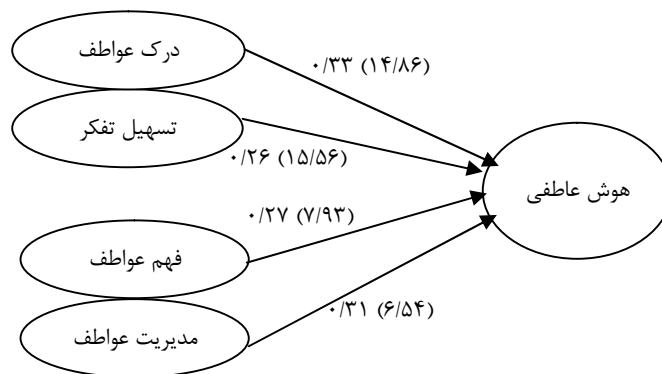 درک عواطف
۰/۳۳ (۱۴/۸۶)
تسهیل تفکر
۰/۲۶ (۱۵/۵۶)
هوش عاطفی
۰/۲۷ (۷/۹۳)
فهم عواطف
۰/۳۱ (۶/۵۴)
مدیریت عواطف